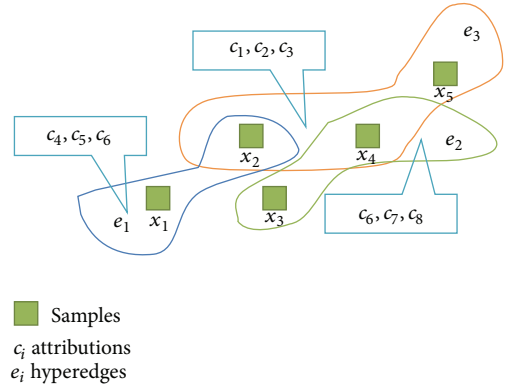 e3
c1, c2, c3
x5
c4, c5, c6
x2
x4
e2
e1
x1
x3
c6, c7, c8
Samples
ci attributions
ei hyperedges